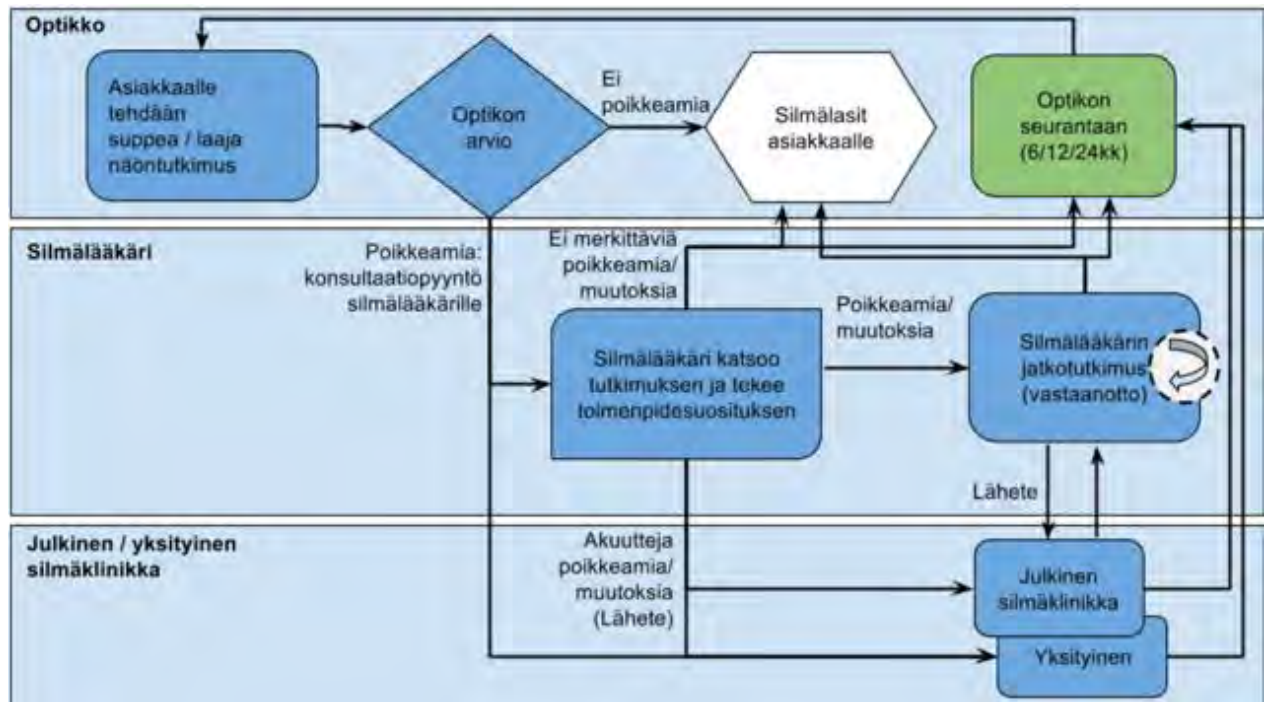 Optikko
Asiakkaalle
tehdään
suppea / laaja
näöntutkimus
Optikon
arvio
Ei
poikkeamia
Silmälasit
asiakkaalle
Optikon
seurantaan
(6/12/24kk)
Silmälääkäri
Poikkeamia:
konsultaatiopyyntö
silmälääkärille
Ei merkittäviä
poikkeamia/
muutoksia
Silmälääkäri katsoo
tutkimuksen ja tekee
toimenpidesuosituksen
Poikkeamia/
muutoksia
Silmälääkärin
jatkotutkimus
(vastaanotto)
Lähete
Julkinen / yksityinen
silmäklinikka
Akuutteja
poikkeamia/
muutoksia
(Lähete)
Julkinen
silmäklinikka
Yksityinen